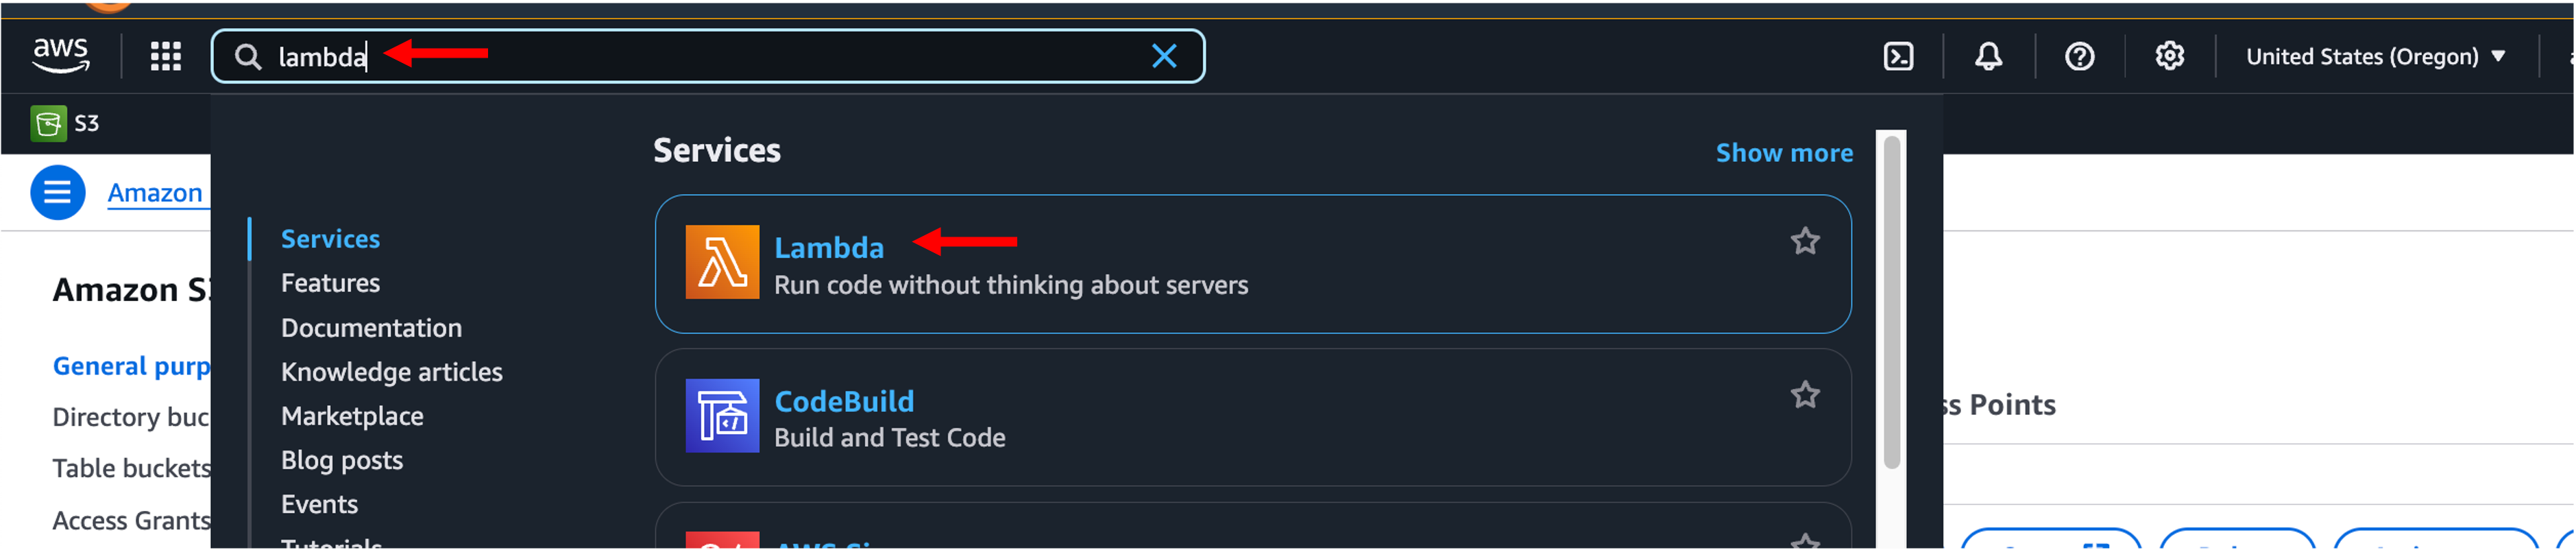 aws
lambda
United States (Oregon)
S3
Services
Show more
Amazon
Services
Lambda
Run code without thinking about servers
Features
Amazon S
Documentation
General purp
Knowledge articles
CodeBuild
Build and Test Code
ss Points
Directory buc
Marketplace
Table buckets
Blog posts
Events
Access Grants
Tutorials